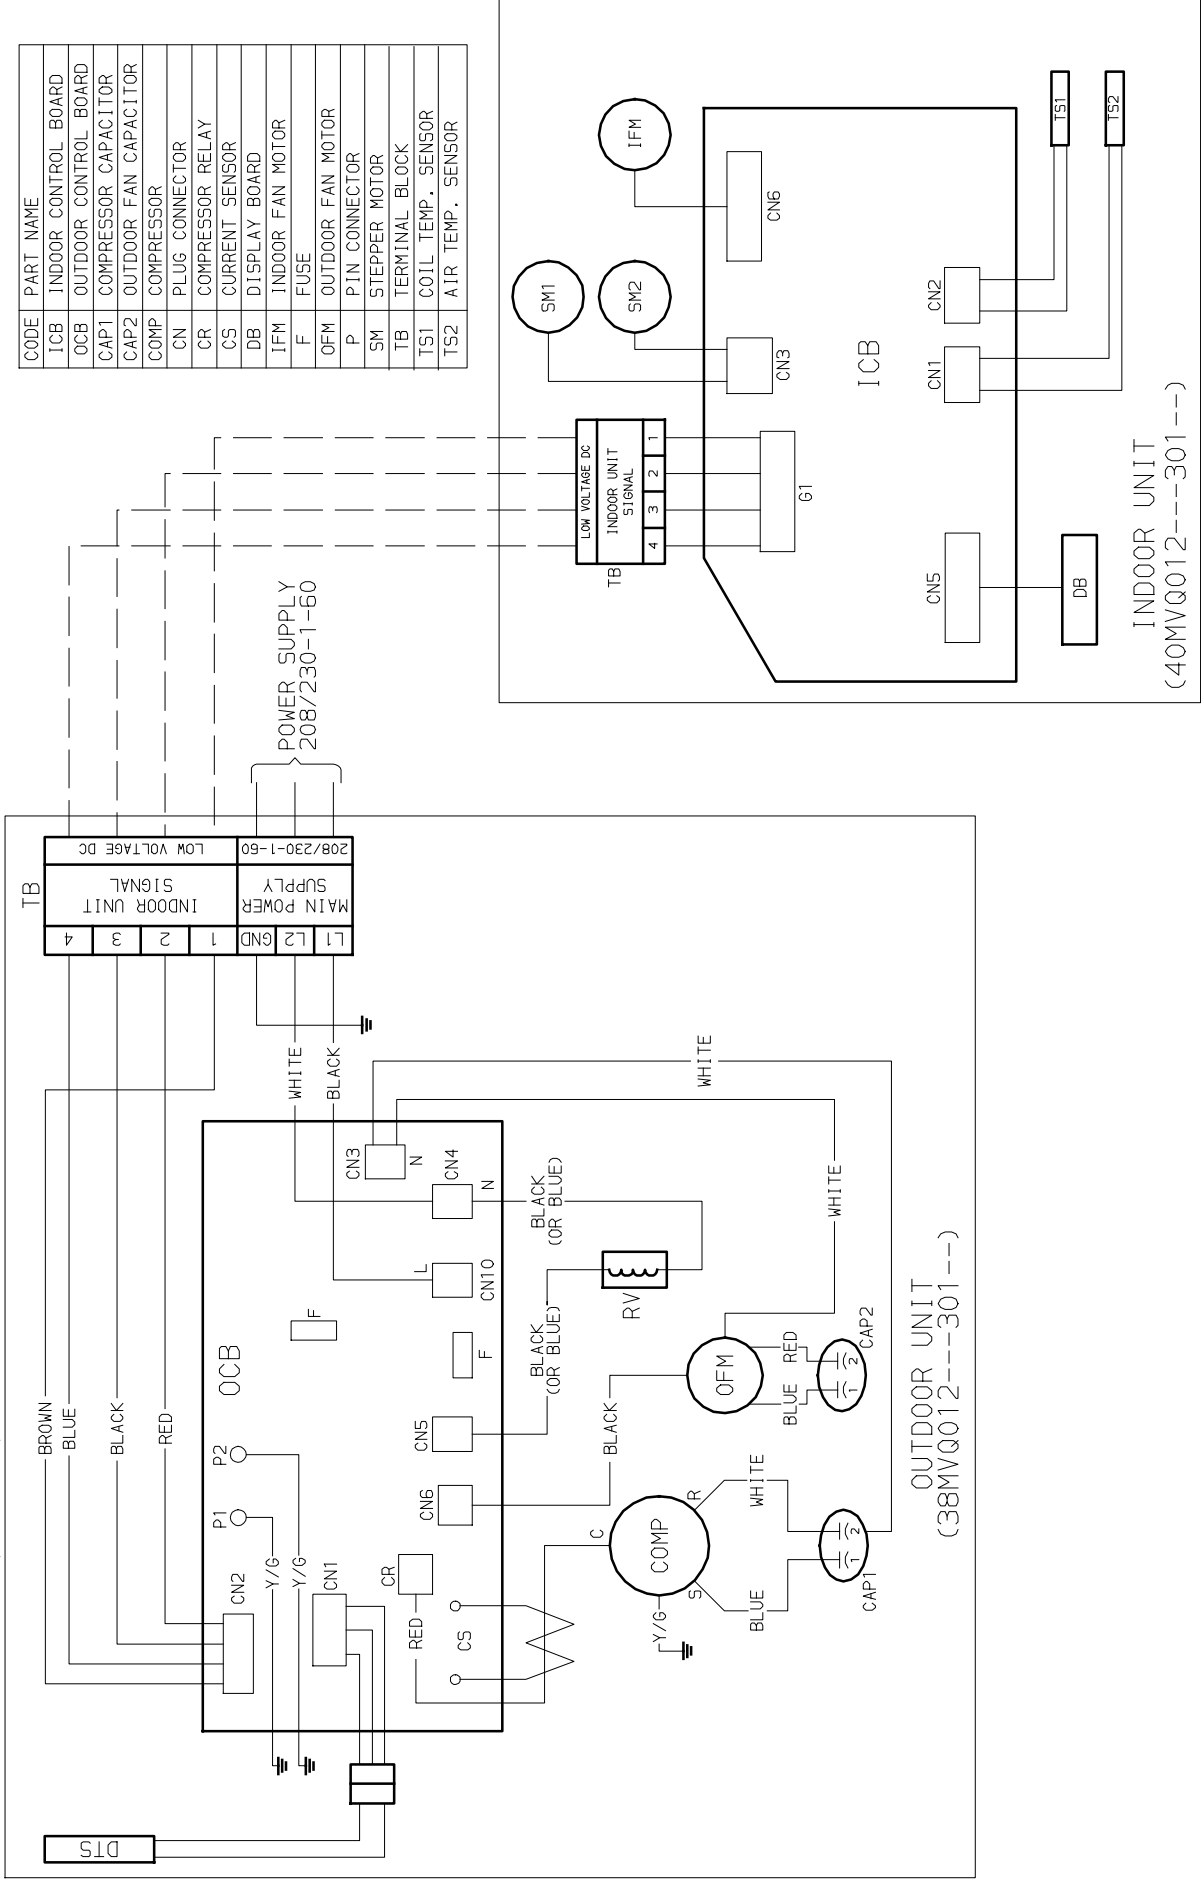 CODE PART NAME
ICB INDOOR CONTROL BOARD
OCB OUTDOOR CONTROL BOARD
CAP1 COMPRESSOR CAPACITOR
CAP2 OUTDOOR FAN CAPACITOR
COMP COMPRESSOR
CN PLUG CONNECTOR
CR COMPRESSOR RELAY
CS CURRENT SENSOR
DB DISPLAY BOARD
IFM INDOOR FAN MOTOR
F FUSE
OFM OUTDOOR FAN MOTOR
P PIN CONNECTOR
SM STEPPER MOTOR
TB TERMINAL BLOCK
TS1 COIL TEMP. SENSOR
TS2 AIR TEMP. SENSOR
TB
LOW VOLTAGE DC
INDOOR UNIT
SIGNAL
4
3
2
1
208/230-1-60
MAIN POWER
SUPPLY
GND
L2
L1
POWER SUPPLY
208/230-1-60
BROWN
BLUE
BLACK
RED
WHITE
BLACK
OCB
P1
P2
Y/G
Y/G
CN2
CN1
DTS
F
F
L
CN10
CN3
N
CN4
N
CN5
CN6
CR
RED
CS
BLACK
(OR BLUE)
BLACK
(OR BLUE)
RV
WHITE
WHITE
BLACK
OFM
RED
BLUE
1
2
CAP2
C
COMP
R
S
Y/G
WHITE
BLUE
1
2
CAP1
OUTDOOR UNIT
(38MVQ012---301--)
SM1
SM2
IFM
TB
LOW VOLTAGE DC
INDOOR UNIT
SIGNAL
4
3
2
1
G1
CN3
CN6
ICB
CN5
CN1
CN2
DB
TS1
TS2
INDOOR UNIT
(40MVQ012---301--)